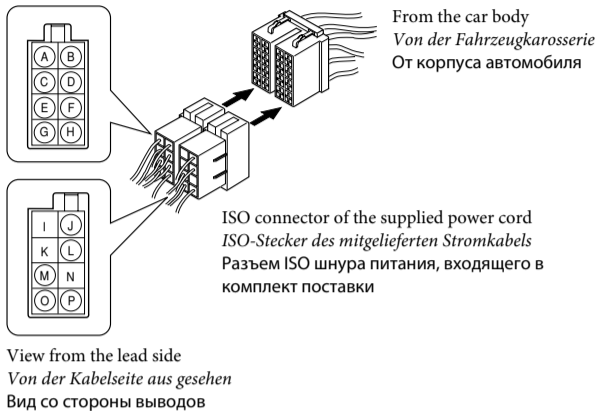 From the car body
Von der Fahrzeugkarosserie
От корпуса автомобиля
A B
C D
E F
G H
I J
K L
M N
O P
ISO connector of the supplied power cord
ISO-Stecker des mitgelieferten Stromkabels
Разъем ISO шнура питания, входящего в
комплект поставки
View from the lead side
Von der Kabelseite aus gesehen
Вид со стороны выводов